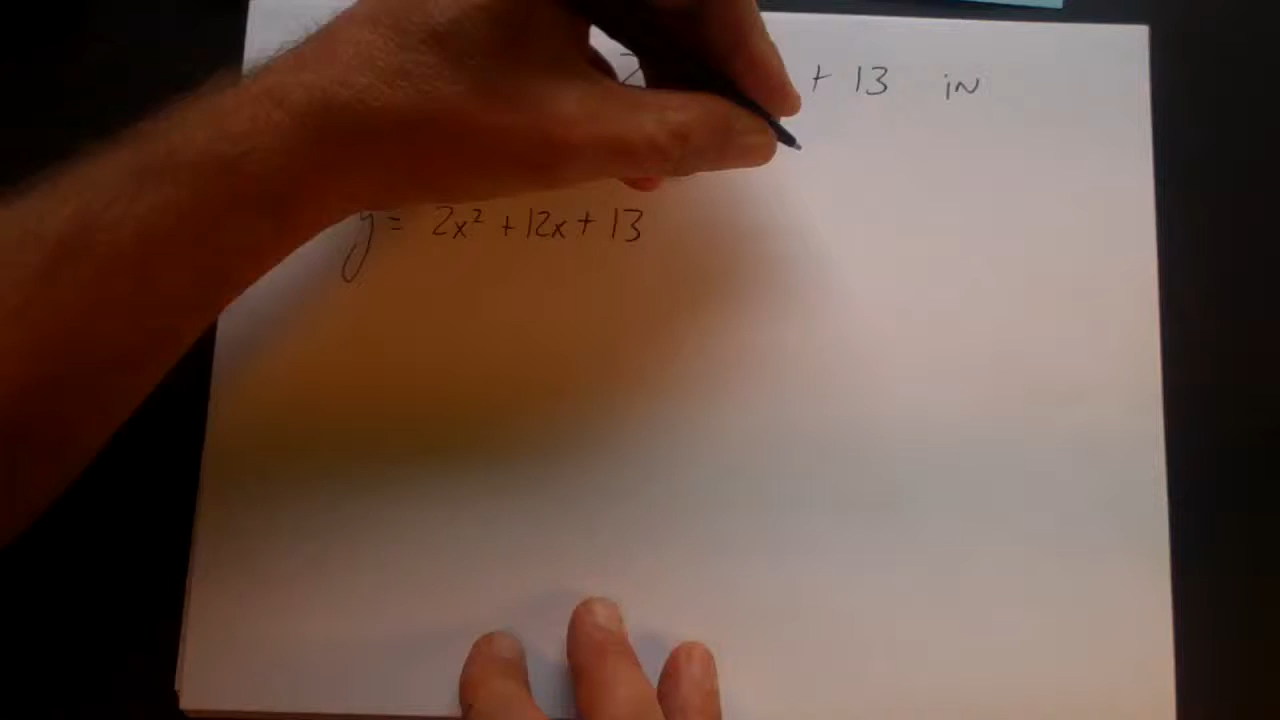 + 13 in
y = 2x² + 12x + 13